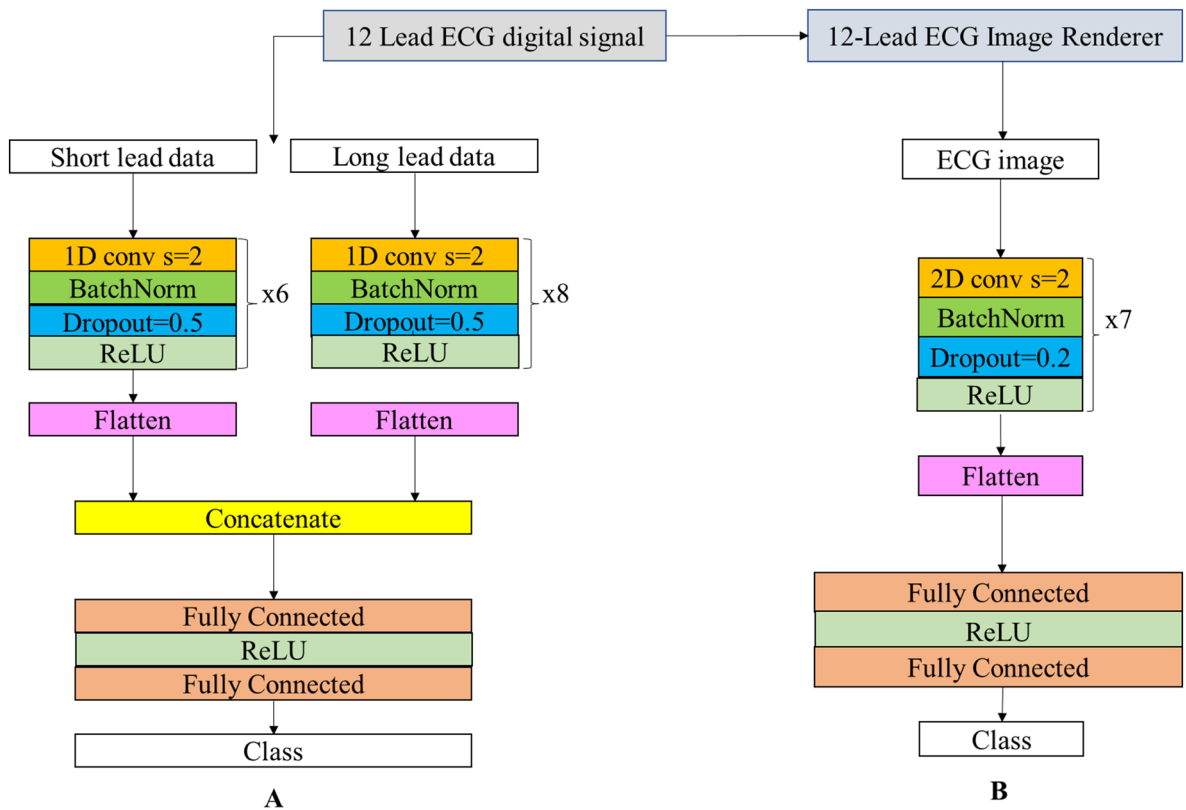 12 Lead ECG digital signal
12-Lead ECG Image Renderer
Short lead data
Long lead data
1D conv s=2
BatchNorm
Dropout=0.5
ReLU
x6
1D conv s=2
BatchNorm
Dropout=0.5
ReLU
x8
Flatten
Flatten
Concatenate
Fully Connected
ReLU
Fully Connected
Class
A
ECG image
2D conv s=2
BatchNorm
Dropout=0.2
ReLU
x7
Flatten
Fully Connected
ReLU
Fully Connected
Class
B